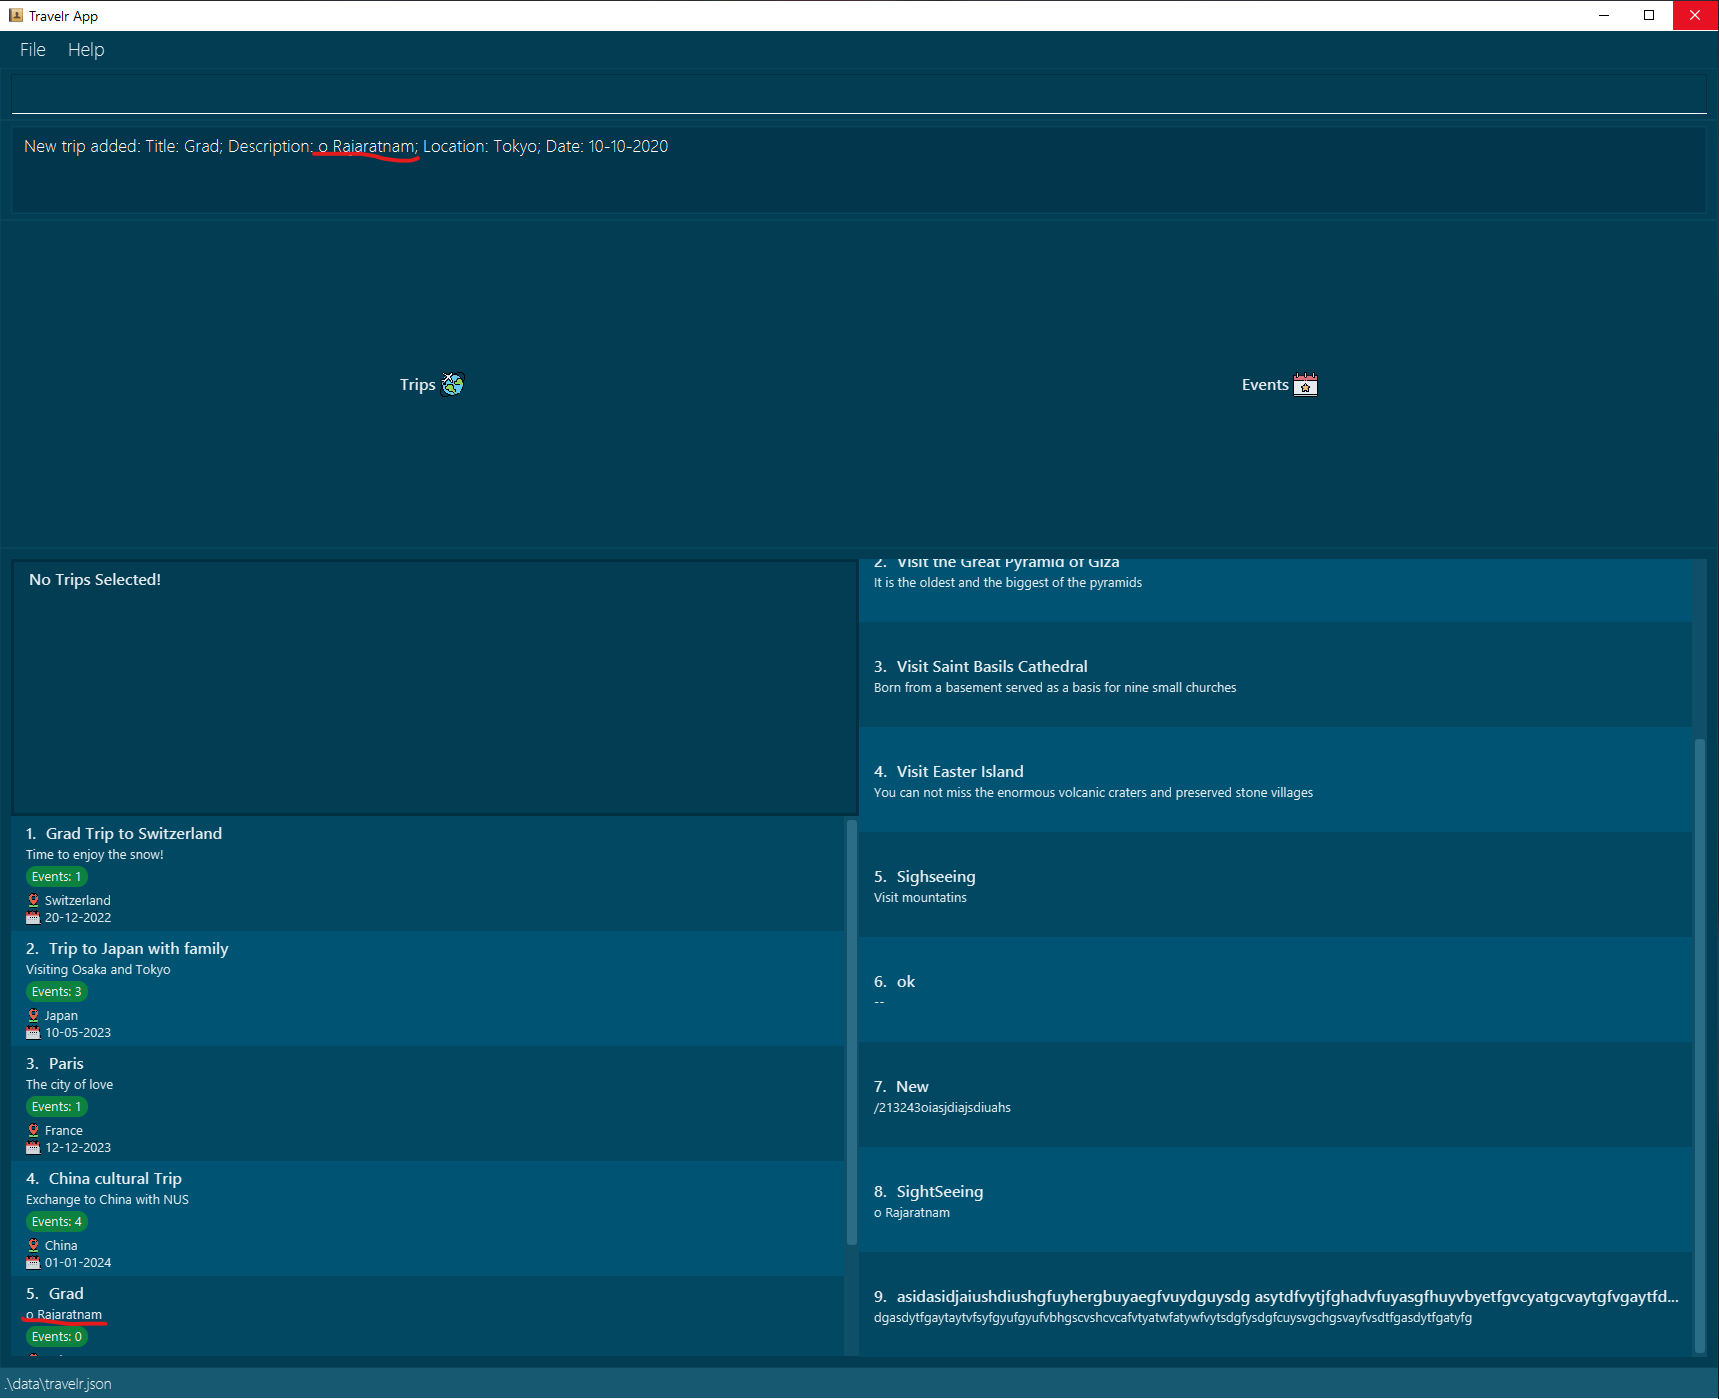 Travelr App
File Help
New trip added: Title: Grad; Description: o Rajaratnam; Location: Tokyo; Date: 10-10-2020
Trips
Events
No Trips Selected!
1. Grad Trip to Switzerland
Time to enjoy the snow!
Events: 1
Switzerland
20-12-2022
2. Trip to Japan with family
Visiting Osaka and Tokyo
Events: 3
Japan
10-05-2023
3. Paris
The city of love
Events: 1
France
12-12-2023
4. China cultural Trip
Exchange to China with NUS
Events: 4
China
01-01-2024
5. Grad
o Rajaratnam
Events: 0
2. Visit the Great Pyramid of Giza
It is the oldest and the biggest of the pyramids
3. Visit Saint Basils Cathedral
Born from a basement served as a basis for nine small churches
4. Visit Easter Island
You can not miss the enormous volcanic craters and preserved stone villages
5. Sighseeing
Visit mountatins
6. ok
--
7. New
/213243oiasjdiajsdiuahs
8. SightSeeing
o Rajaratnam
9. asidasidjaiushdiushgfuyhergbuyaegfvuydguysdg asytdfvytjfghadvfuyasgfhuyvbyetfgvcyatgcvaytgfvgaytfd...
dgasdytfgaytaytvfsyfgyufgyufvbhgscvshcvcafvtyatwfatywfvytsdgfysdgfcuysvgchgsvayfvsdtfgasdytfgatyfg
.\data\travelr.json